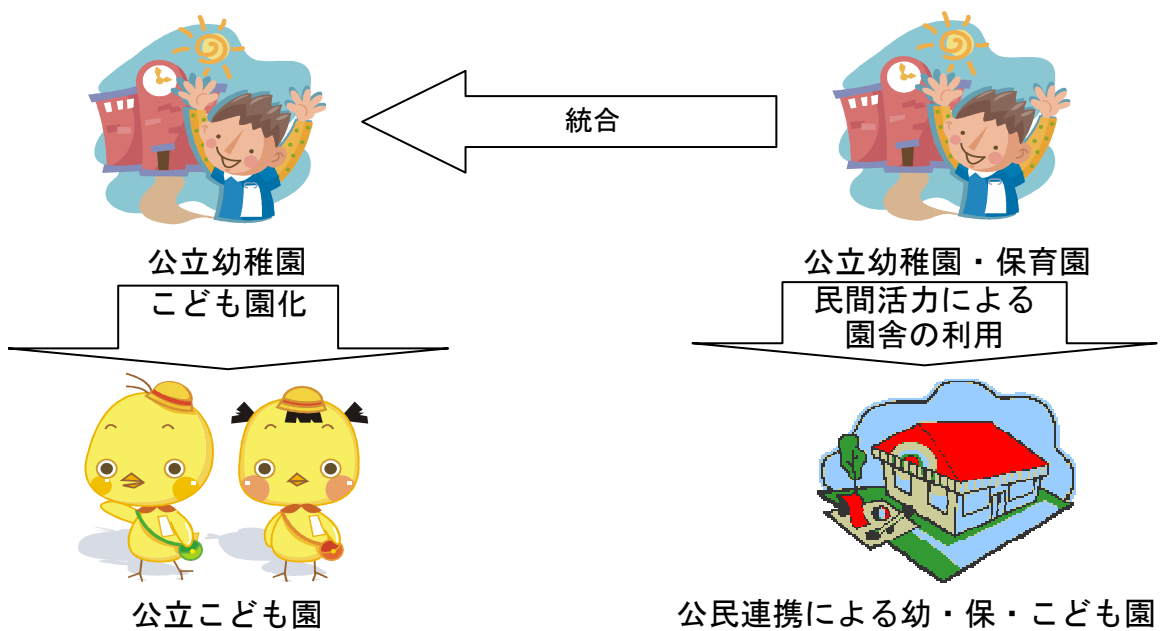 統合
公立幼稚園
公立幼稚園・保育園
こども園化
民間活力による
園舎の利用
公立こども園
公民連携による幼・保・こども園